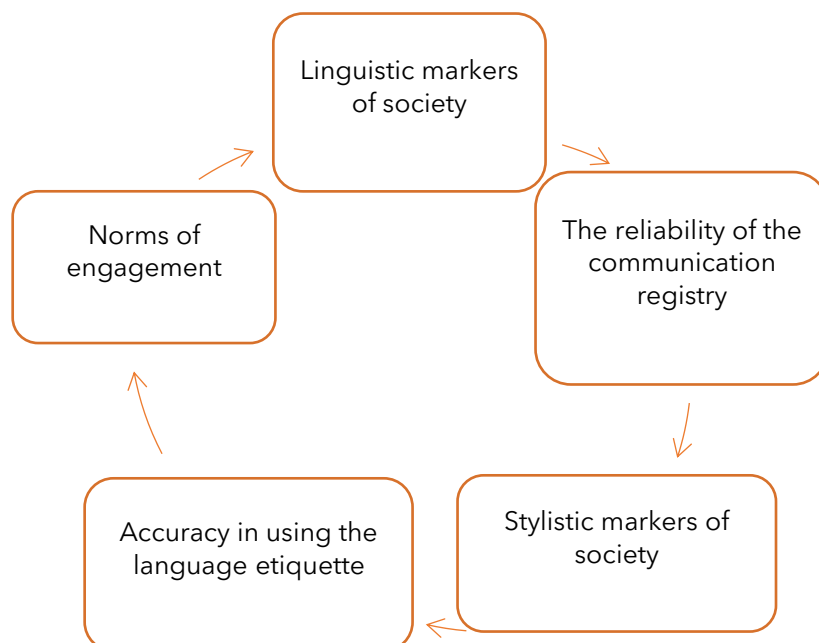 Linguistic markers
of society
The reliability of the
communication
registry
Stylistic markers of
society
Accuracy in using the
language etiquette
Norms of
engagement